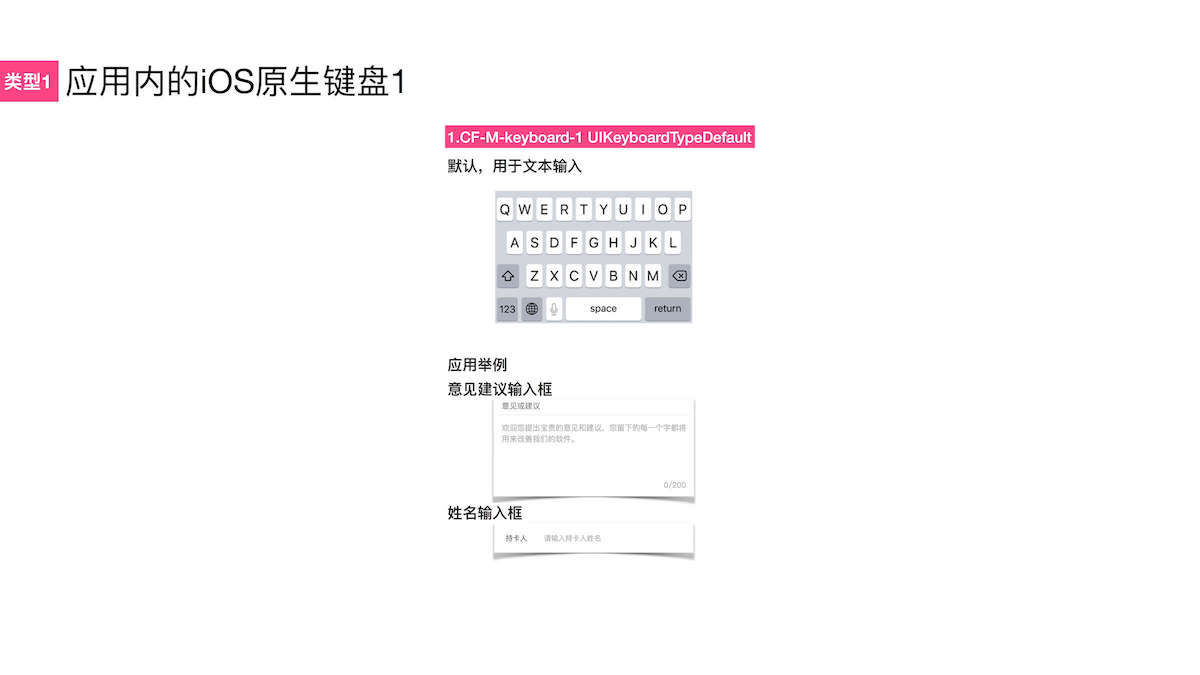 类型1
应用内的iOS原生键盘1
1.CF-M-keyboard-1 UIKeyboardTypeDefault
默认，用于文本输入
Q W E R T Y U I O P
A S D F G H J K L
Z X C V B N M
123 space return
应用举例
意见建议输入框
意见或建议
欢迎您提出宝贵的意见和建议，您留下的每一个字都将
用来改善我们的软件。
0/200
姓名输入框
持卡人 请输入持卡人姓名